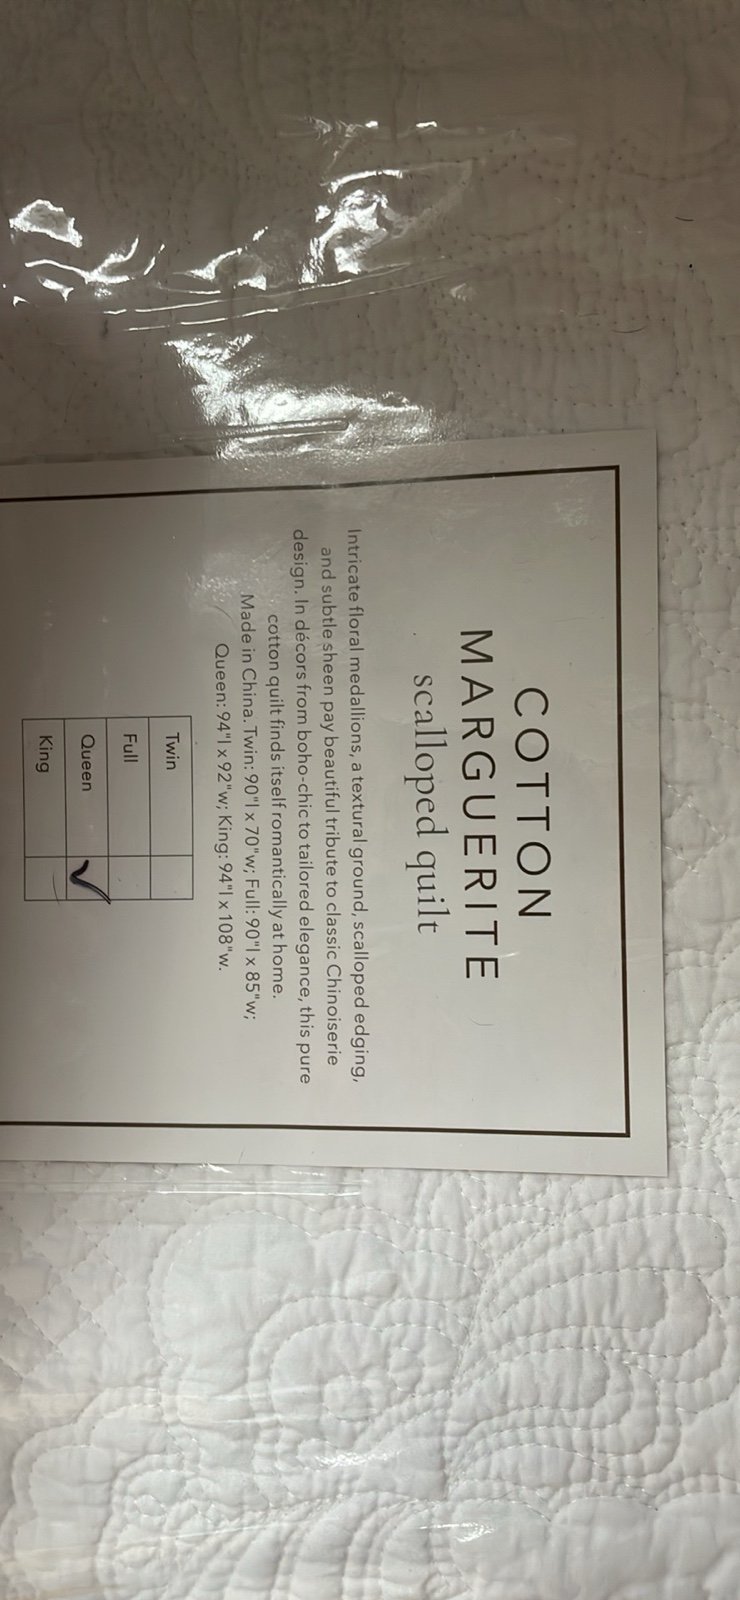 COTTON
MARGUERITE
scalloped quilt
Intricate floral medallions, a textural ground, scalloped edging,
and subtle sheen pay beautiful tribute to classic Chinoiserie
design. In décors from boho-chic to tailored elegance, this pure
cotton quilt finds itself romantically at home.
Made in China. Twin: 90"l x 70"w; Full: 90"l x 85"w;
Queen: 94"l x 92"w; King: 94"l x 108"w.
Twin
Full
Queen
King